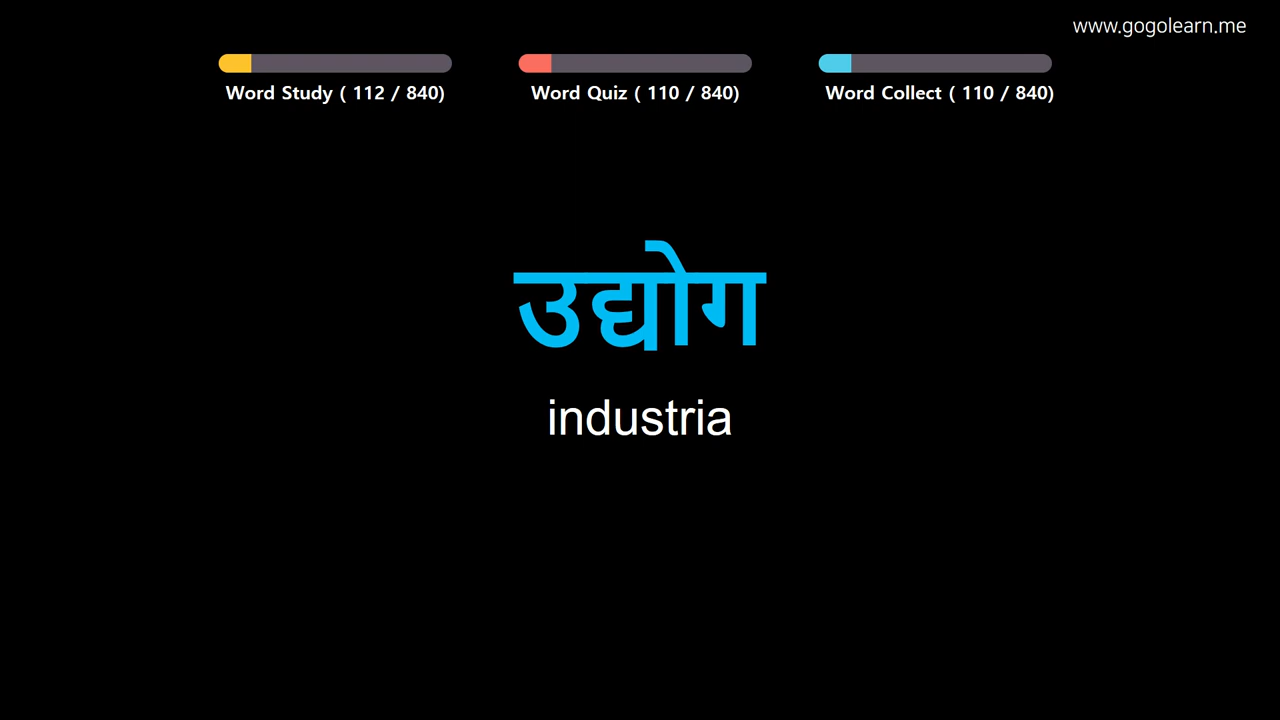 www.gogolearn.me
Word Study ( 112 / 840)
Word Quiz ( 110 / 840)
Word Collect ( 110 / 840)
उद्योग
industria